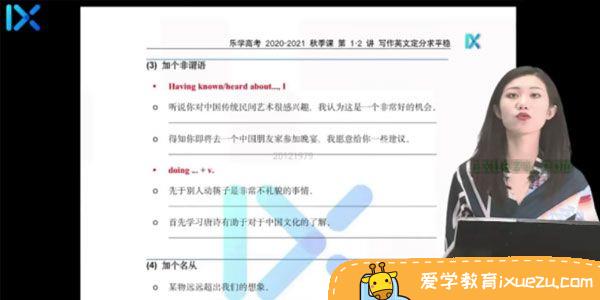 乐学高考 2020-2021 秋季课 第 1-2 讲 写作英文定分求平稳
(3) 加个非谓语
Having known/heard about..., I
听说你对中国传统民间艺术很感兴趣，我认为这是一个非常好的机会。
得知你即将去一个中国朋友家参加晚宴，我愿意给你一些建议。
20121979
doing ... + v.
先于别人动筷子是非常不礼貌的事情。
首先学习唐诗有助于对于中国文化的了解。
(4) 加个名从
某物远远超出我们的想象。
爱学教育ixuezu.com